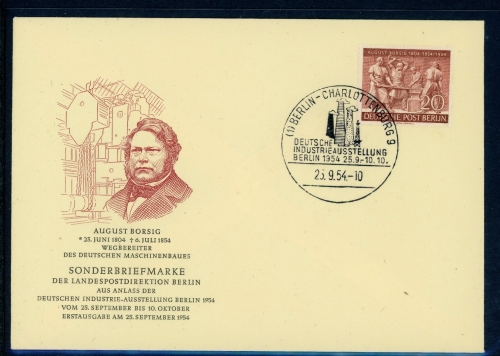 AUGUST BORSIG 1804 · 1954/1954
20
DEUTSCHE POST BERLIN
(1) BERLIN-CHARLOTTENBURG 9
DEUTSCHE
INDUSTRIEAUSSTELLUNG
BERLIN 1954 25.9.-10.10.
25.9.54.-10
AUGUST BORSIG
* 23. JUNI 1804 † 6. JULI 1854
WEGBEREITER
DES DEUTSCHEN MASCHINENBAUES
SONDERBRIEFMARKE
DER LANDESPOSTDIREKTION BERLIN
AUS ANLASS DER
DEUTSCHEN INDUSTRIE-AUSSTELLUNG BERLIN 1954
VOM 25. SEPTEMBER BIS 10. OKTOBER
ERSTAUSGABE AM 25. SEPTEMBER 1954